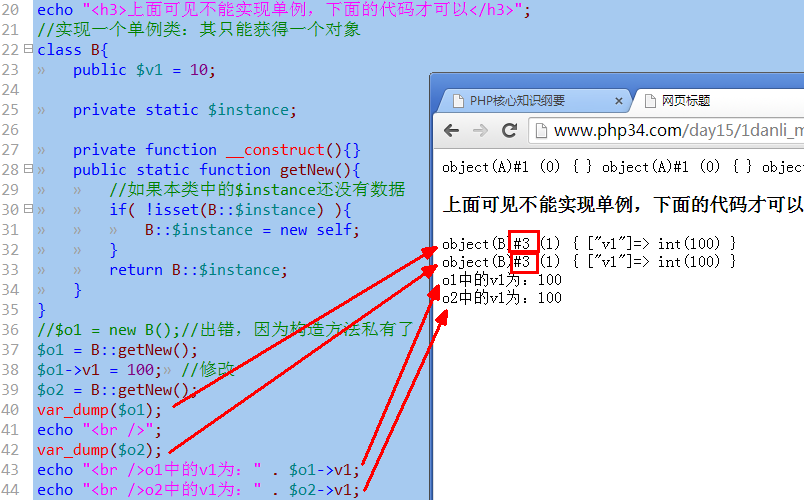 20 echo "<h3>上面可见不能实现单例，下面的代码才可以</h3>";
21 //实现一个单例类：其只能获得一个对象
22 class B{
23 public $v1 = 10;
24
25 private static $instance;
26
27 private function __construct(){}
28 public static function getNew(){
29 //如果本类中的$instance还没有数据
30 if( !isset(B::$instance) ){
31 B::$instance = new self;
32 }
33 return B::$instance;
34 }
35 }
36 //$o1 = new B();//出错，因为构造方法私有了
37 $o1 = B::getNew();
38 $o1->v1 = 100; //修改
39 $o2 = B::getNew();
40 var_dump($o1);
41 echo "<br />";
42 var_dump($o2);
43 echo "<br />o1中的v1为：" . $o1->v1;
44 echo "<br />o2中的v1为：" . $o2->v1;
PHP核心知识纲要
网页标题
www.php34.com/day15/1danli_m
object(A)#1 (0) { } object(A)#1 (0) { } obje
上面可见不能实现单例，下面的代码才可以
object(B)#3 (1) { ["v1"]=> int(100) }
object(B)#3 (1) { ["v1"]=> int(100) }
o1中的v1为：100
o2中的v1为：100